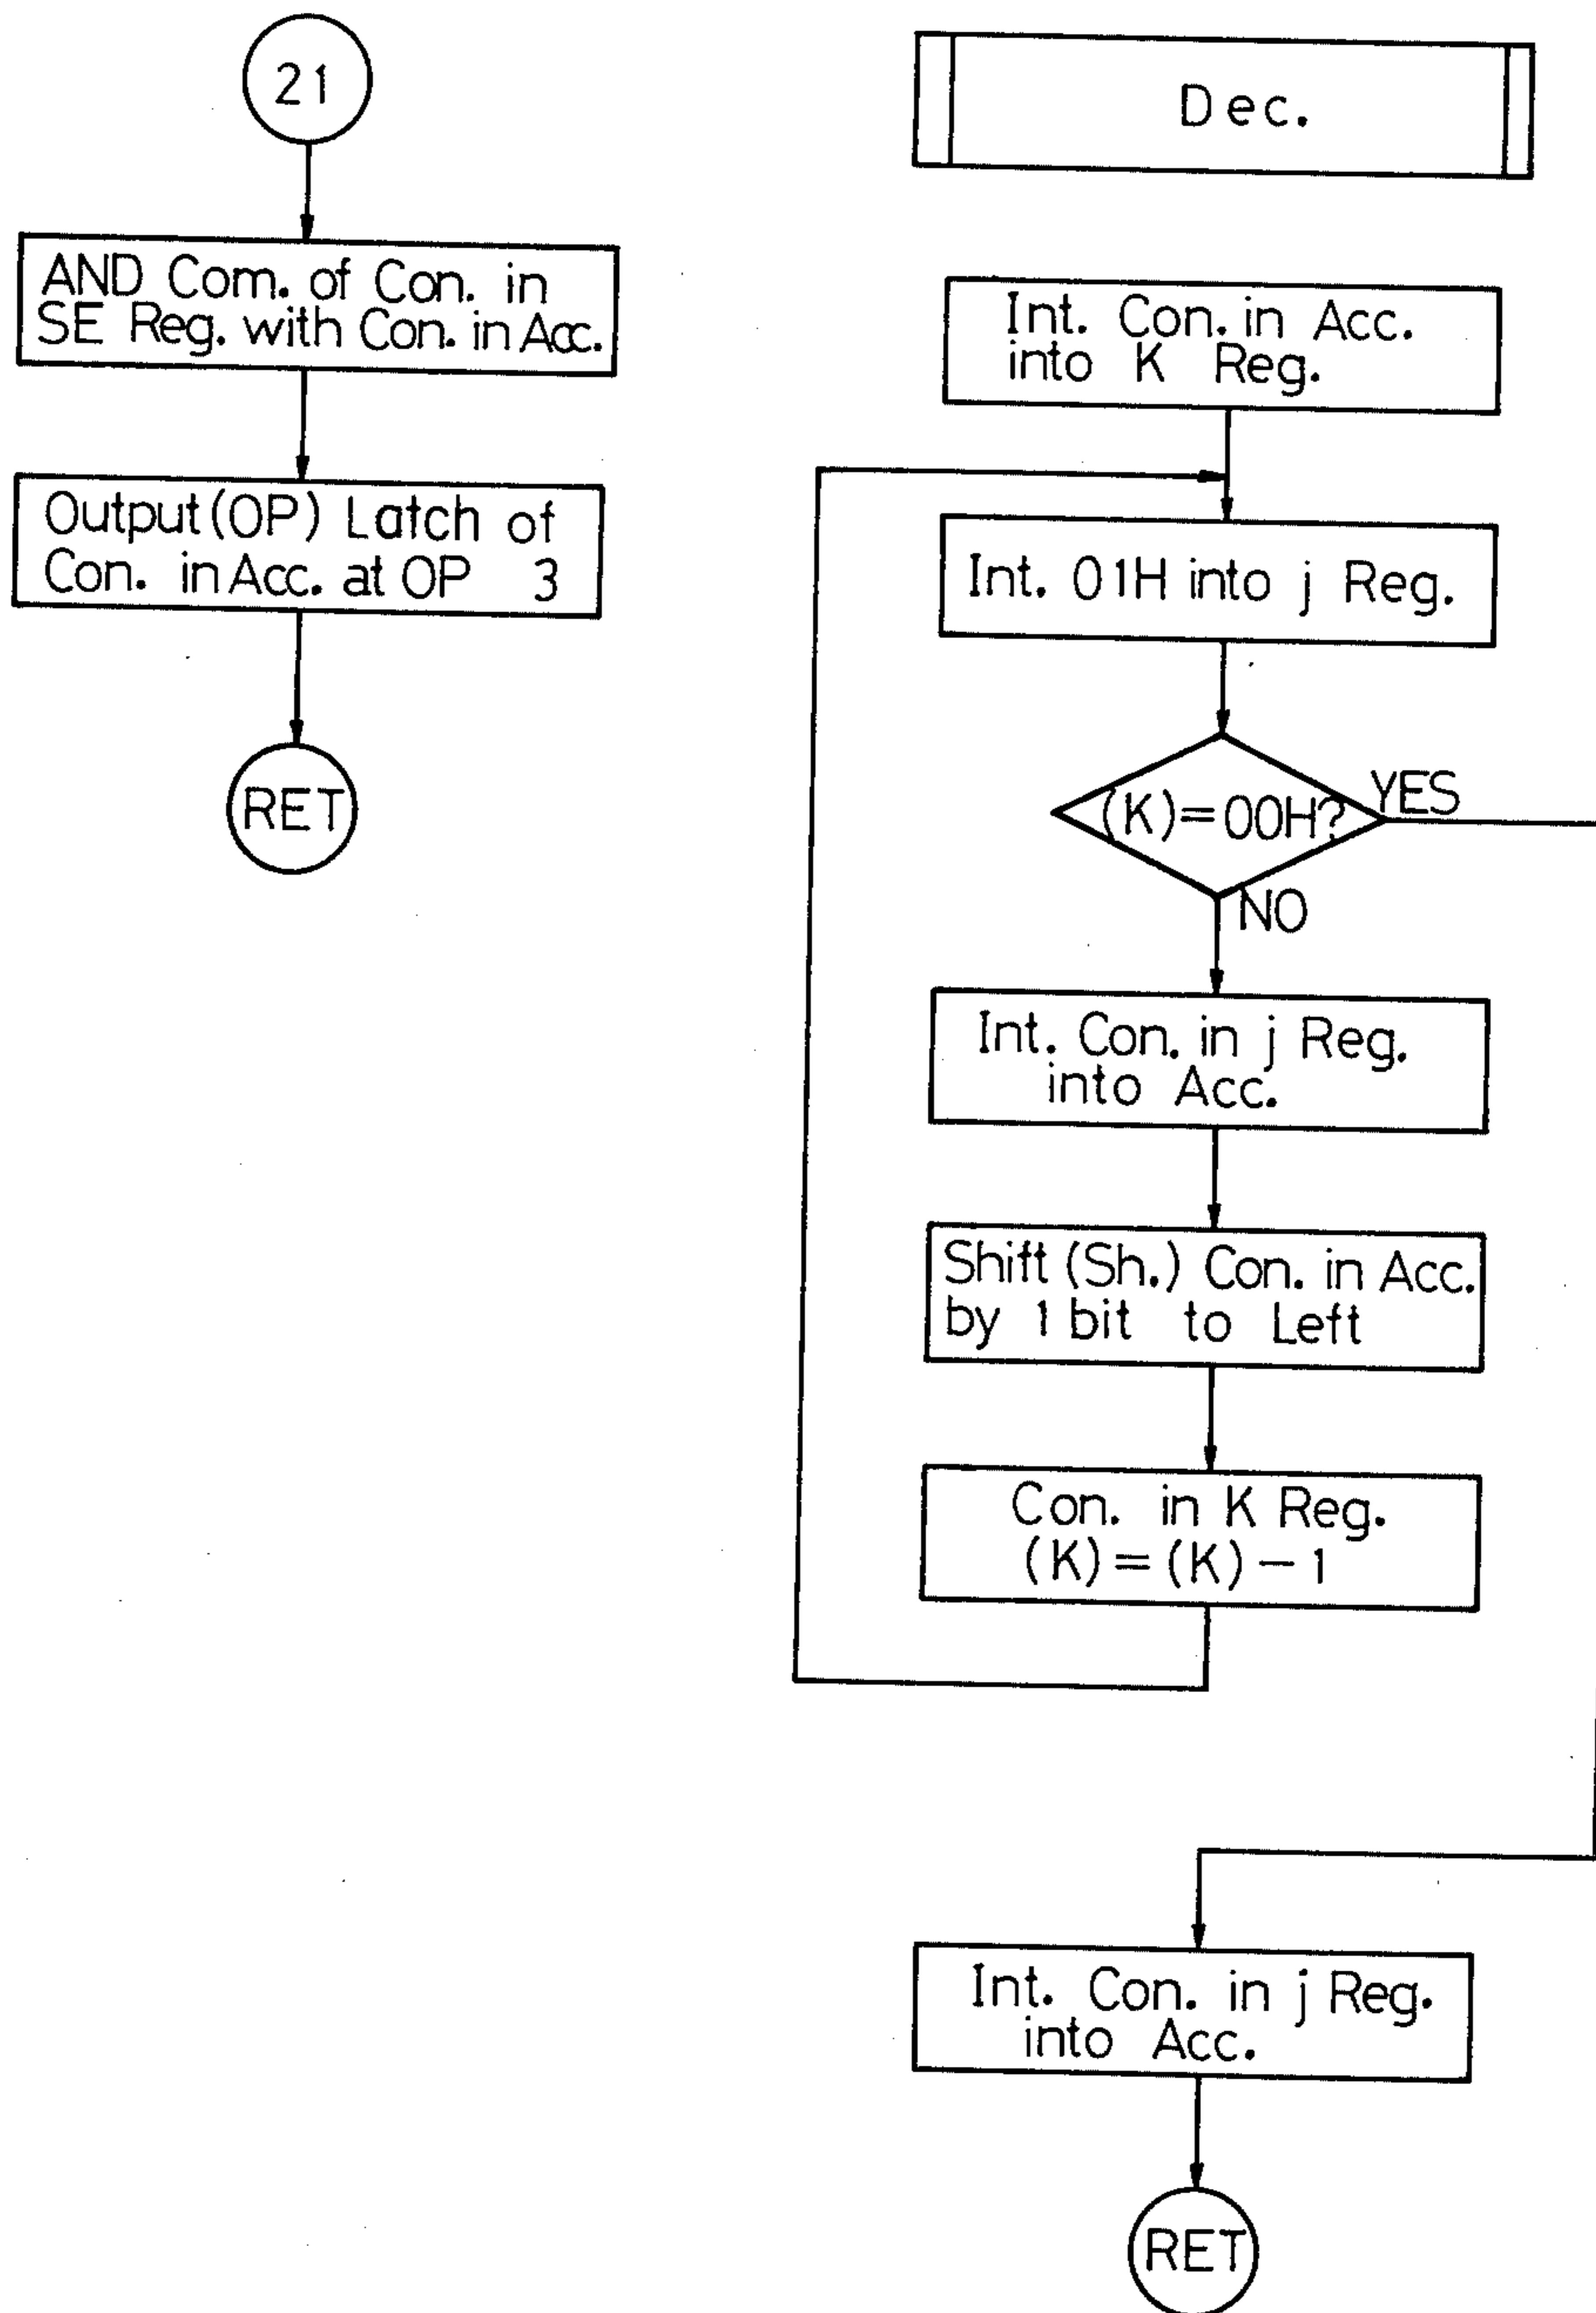 21
AND Com. of Con. in
SE Reg. with Con. in Acc.
Output (OP) Latch of
Con. in Acc. at OP 3
RET
Dec.
Int. Con. in Acc.
into K Reg.
Int. 01H into j Reg.
(K)=00H?
YES
NO
Int. Con. in j Reg.
into Acc.
Shift (Sh.) Con. in Acc.
by 1 bit to Left
Con. in K Reg.
(K) = (K) - 1
Int. Con. in j Reg.
into Acc.
RET